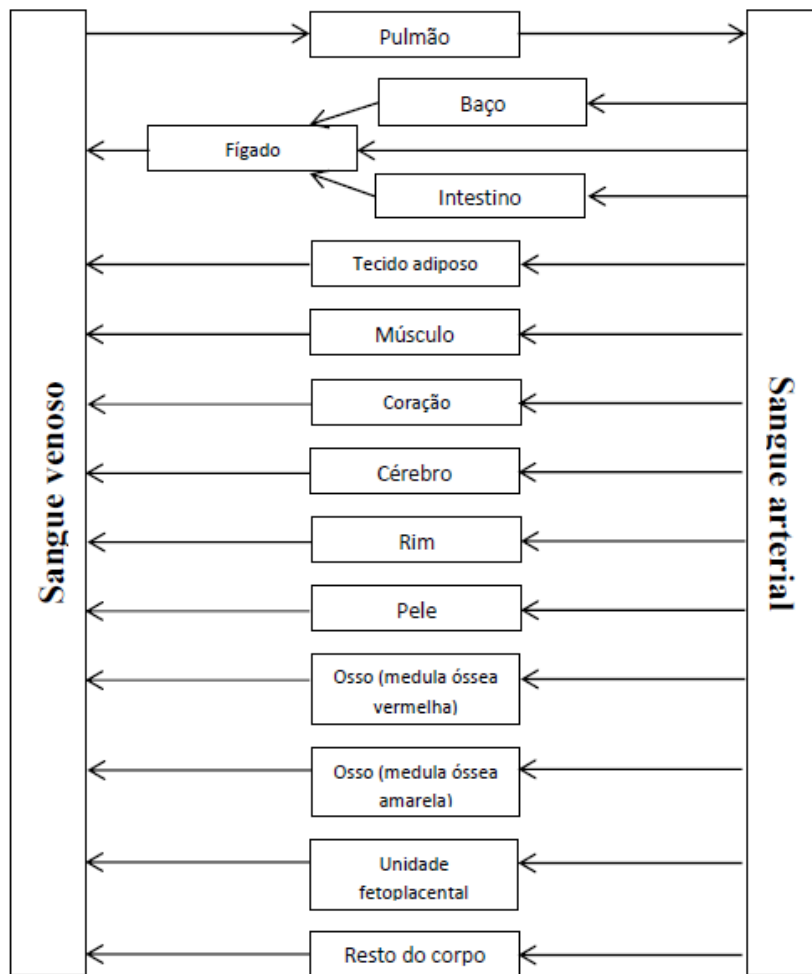 Pulmão
Baço
Fígado
Intestino
Tecido adiposo
Músculo
Coração
Cérebro
Rim
Pele
Osso (medula óssea
vermelha)
Osso (medula óssea
amarela)
Unidade
fetoplacental
Resto do corpo
Sangue venoso
Sangue arterial